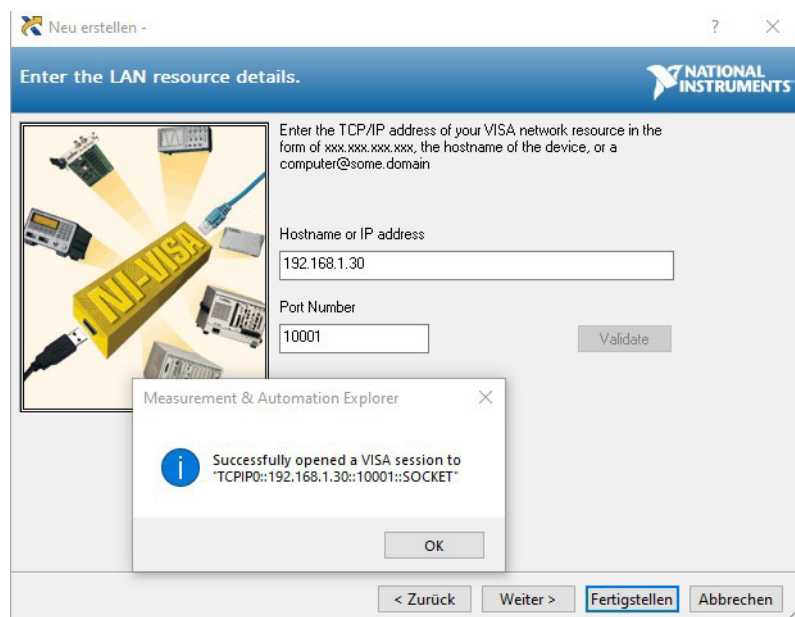 Neu erstellen -
?
Enter the LAN resource details.
NATIONAL
INSTRUMENTS
Enter the TCP/IP address of your VISA network resource in the
form of xxx.xxx.xxx.xxx, the hostname of the device, or a
computer@some.domain
NI-VISA
Hostname or IP address
192.168.1.30
Port Number
10001
Validate
Measurement & Automation Explorer
Successfully opened a VISA session to
"TCPIP0::192.168.1.30::10001::SOCKET"
OK
< Zurück
Weiter >
Fertigstellen
Abbrechen